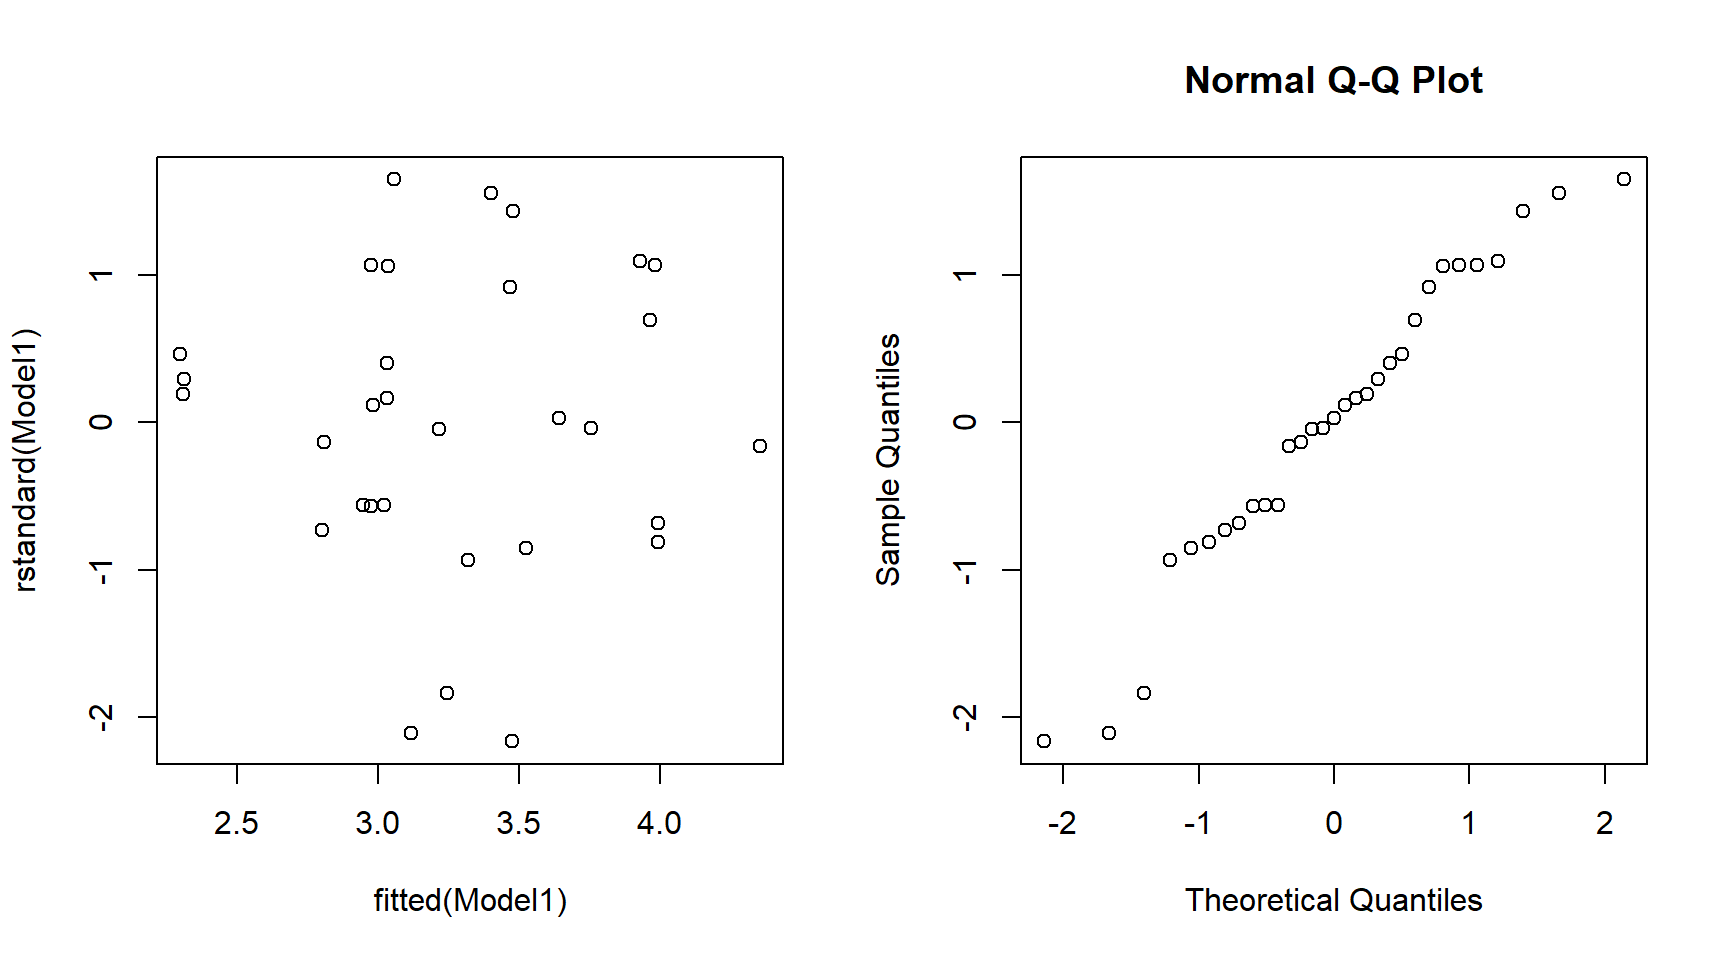 Normal Q-Q Plot
rstandard(Model1)
1
0
-1
-2
2.5 3.0 3.5 4.0
fitted(Model1)
Sample Quantiles
1
0
-1
-2
-2 -1 0 1 2
Theoretical Quantiles